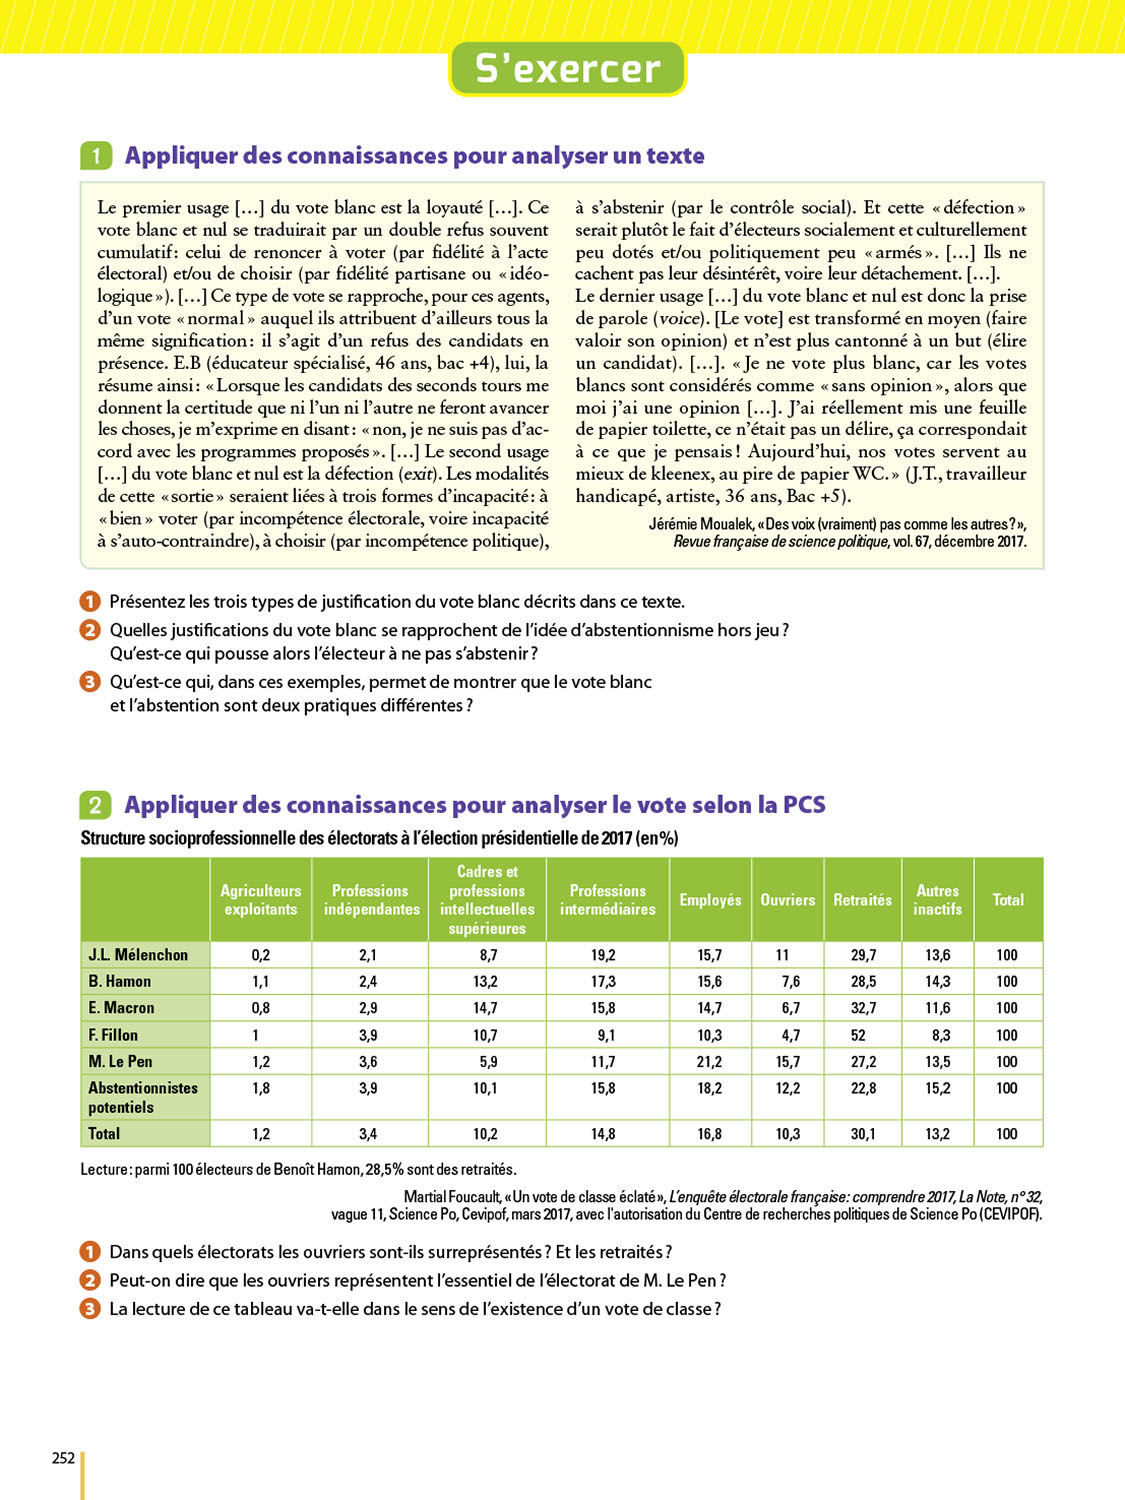 S'exercer
1 Appliquer des connaissances pour analyser un texte
Le premier usage […] du vote blanc est la loyauté […]. Ce
vote blanc et nul se traduirait par un double refus souvent
cumulatif : celui de renoncer à voter (par fidélité à l'acte
électoral) et/ou de choisir (par fidélité partisane ou « idéo-
logique »). […] Ce type de vote se rapproche, pour ces agents,
d'un vote « normal » auquel ils attribuent d'ailleurs tous la
même signification : il s'agit d'un refus des candidats en
présence. E.B (éducateur spécialisé, 46 ans, bac +4), lui, la
résume ainsi : « Lorsque les candidats des seconds tours me
donnent la certitude que ni l'un ni l'autre ne feront avancer
les choses, je m'exprime en disant : « non, je ne suis pas d'ac-
cord avec les programmes proposés ». […] Le second usage
[…] du vote blanc et nul est la défection (exit). Les modalités
de cette « sortie » seraient liées à trois formes d'incapacité : à
« bien » voter (par incompétence électorale, voire incapacité
à s'auto-contraindre), à choisir (par incompétence politique),
à s'abstenir (par le contrôle social). Et cette « défection »
serait plutôt le fait d'électeurs socialement et culturellement
peu dotés et/ou politiquement peu « armés ». […] Ils ne
cachent pas leur désintérêt, voire leur détachement. […].
Le dernier usage […] du vote blanc et nul est donc la prise
de parole (voice). [Le vote] est transformé en moyen (faire
valoir son opinion) et n'est plus cantonné à un but (élire
un candidat). […]. « Je ne vote plus blanc, car les votes
blancs sont considérés comme « sans opinion », alors que
moi j'ai une opinion […]. J'ai réellement mis une feuille
de papier toilette, ce n'était pas un délire, ça correspondait
à ce que je pensais ! Aujourd'hui, nos votes servent au
mieux de kleenex, au pire de papier WC. » (J.T., travailleur
handicapé, artiste, 36 ans, Bac +5).
Jérémie Moualek, « Des voix (vraiment) pas comme les autres ? »,
Revue française de science politique, vol. 67, décembre 2017.
1 Présentez les trois types de justification du vote blanc décrits dans ce texte.
2 Quelles justifications du vote blanc se rapprochent de l'idée d'abstentionnisme hors jeu ?
Qu'est-ce qui pousse alors l'électeur à ne pas s'abstenir ?
3 Qu'est-ce qui, dans ces exemples, permet de montrer que le vote blanc
et l'abstention sont deux pratiques différentes ?
2 Appliquer des connaissances pour analyser le vote selon la PCS
Structure socioprofessionnelle des électorats à l'élection présidentielle de 2017 (en %)
Agriculteurs exploitants Professions indépendantes Cadres et professions intellectuelles supérieures Professions intermédiaires Employés Ouvriers Retraités Autres inactifs Total
J.L. Mélenchon 0,2 2,1 8,7 19,2 15,7 11 29,7 13,6 100
B. Hamon 1,1 2,4 13,2 17,3 15,6 7,6 28,5 14,3 100
E. Macron 0,8 2,9 14,7 15,8 14,7 6,7 32,7 11,6 100
F. Fillon 1 3,9 10,7 9,1 10,3 4,7 52 8,3 100
M. Le Pen 1,2 3,6 5,9 11,7 21,2 15,7 27,2 13,5 100
Abstentionnistes potentiels 1,8 3,9 10,1 15,8 18,2 12,2 22,8 15,2 100
Total 1,2 3,4 10,2 14,8 16,8 10,3 30,1 13,2 100
Lecture : parmi 100 électeurs de Benoît Hamon, 28,5 % sont des retraités.
Martial Foucault, « Un vote de classe éclaté », L'enquête électorale française : comprendre 2017, La Note, n° 32,
vague 11, Science Po, Cevipof, mars 2017, avec l'autorisation du Centre de recherches politiques de Science Po (CEVIPOF).
1 Dans quels électorats les ouvriers sont-ils surreprésentés ? Et les retraités ?
2 Peut-on dire que les ouvriers représentent l'essentiel de l'électorat de M. Le Pen ?
3 La lecture de ce tableau va-t-elle dans le sens de l'existence d'un vote de classe ?
252